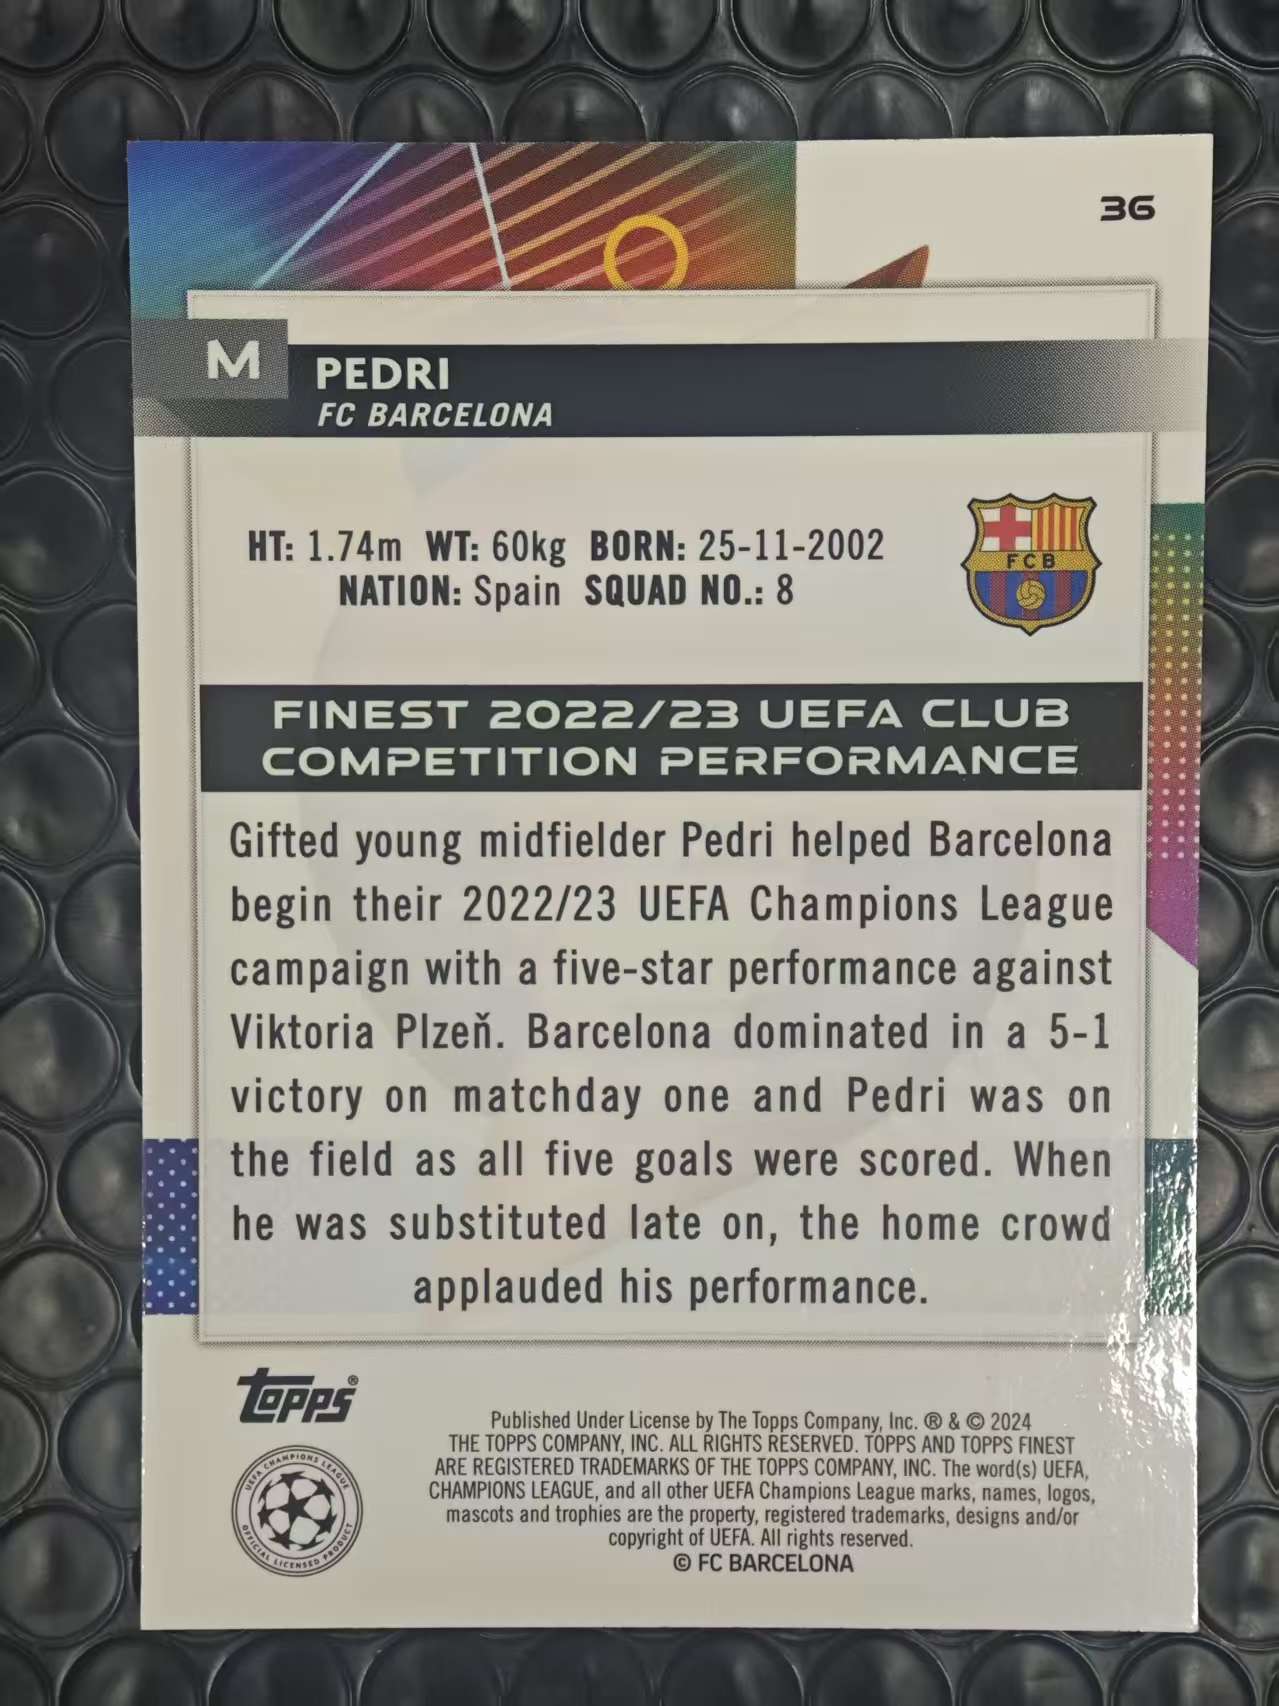 36
M
PEDRI
FC BARCELONA
HT: 1.74m WT: 60kg BORN: 25-11-2002
NATION: Spain SQUAD NO.: 8
FCB
FINEST 2022/23 UEFA CLUB
COMPETITION PERFORMANCE
Gifted young midfielder Pedri helped Barcelona
begin their 2022/23 UEFA Champions League
campaign with a five-star performance against
Viktoria Plzeň. Barcelona dominated in a 5-1
victory on matchday one and Pedri was on
the field as all five goals were scored. When
he was substituted late on, the home crowd
applauded his performance.
Topps®
UEFA CHAMPIONS LEAGUE
OFFICIAL LICENSED PRODUCT
Published Under License by The Topps Company, Inc. ® & © 2024
THE TOPPS COMPANY, INC. ALL RIGHTS RESERVED. TOPPS AND TOPPS FINEST
ARE REGISTERED TRADEMARKS OF THE TOPPS COMPANY, INC. The word(s) UEFA,
CHAMPIONS LEAGUE, and all other UEFA Champions League marks, names, logos,
mascots and trophies are the property, registered trademarks, designs and/or
copyright of UEFA. All rights reserved.
© FC BARCELONA